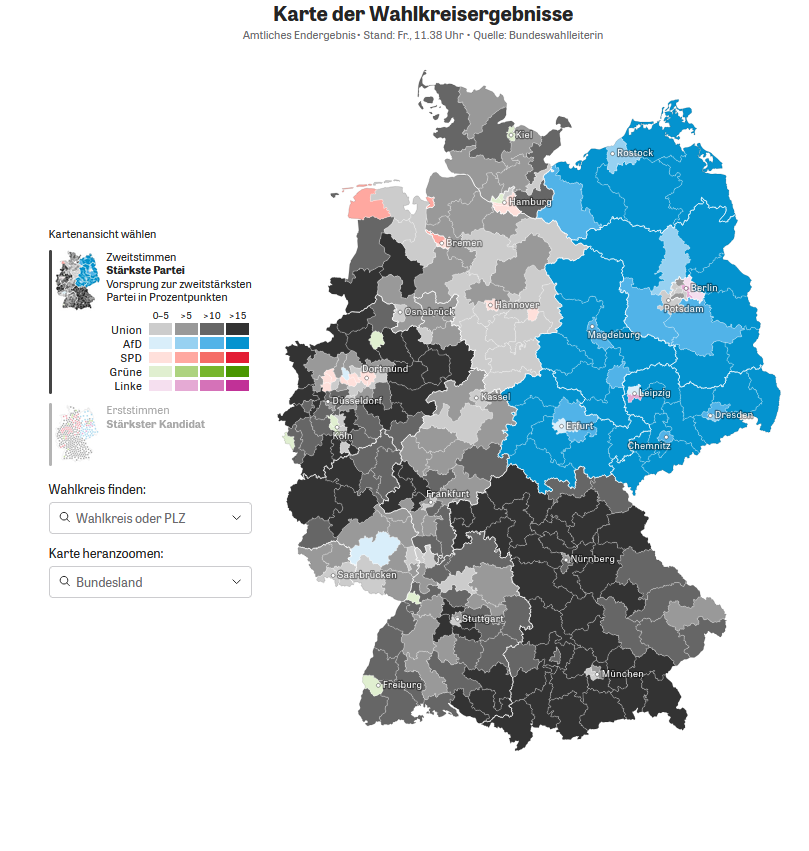 Karte der Wahlkreisergebnisse
Amtliches Endergebnis• Stand: Fr., 11.38 Uhr • Quelle: Bundeswahlleiterin
Kiel
Rostock
Hamburg
Kartenansicht wählen
Bremen
Zweitstimmen
Stärkste Partei
Vorsprung zur zweitstärksten
Partei in Prozentpunkten
Berlin
Hannover
Osnabrück
Potsdam
0-5 >5 >10 >15
Union
AfD
SPD
Grüne
Linke
Magdeburg
Dortmund
Leipzig
Kassel
Düsseldorf
Erststimmen
Stärkster Kandidat
Dresden
Erfurt
Köln
Chemnitz
Wahlkreis finden:
Frankfurt
Wahlkreis oder PLZ
Karte heranzoomen:
Nürnberg
Saarbrücken
Bundesland
Stuttgart
München
Freiburg